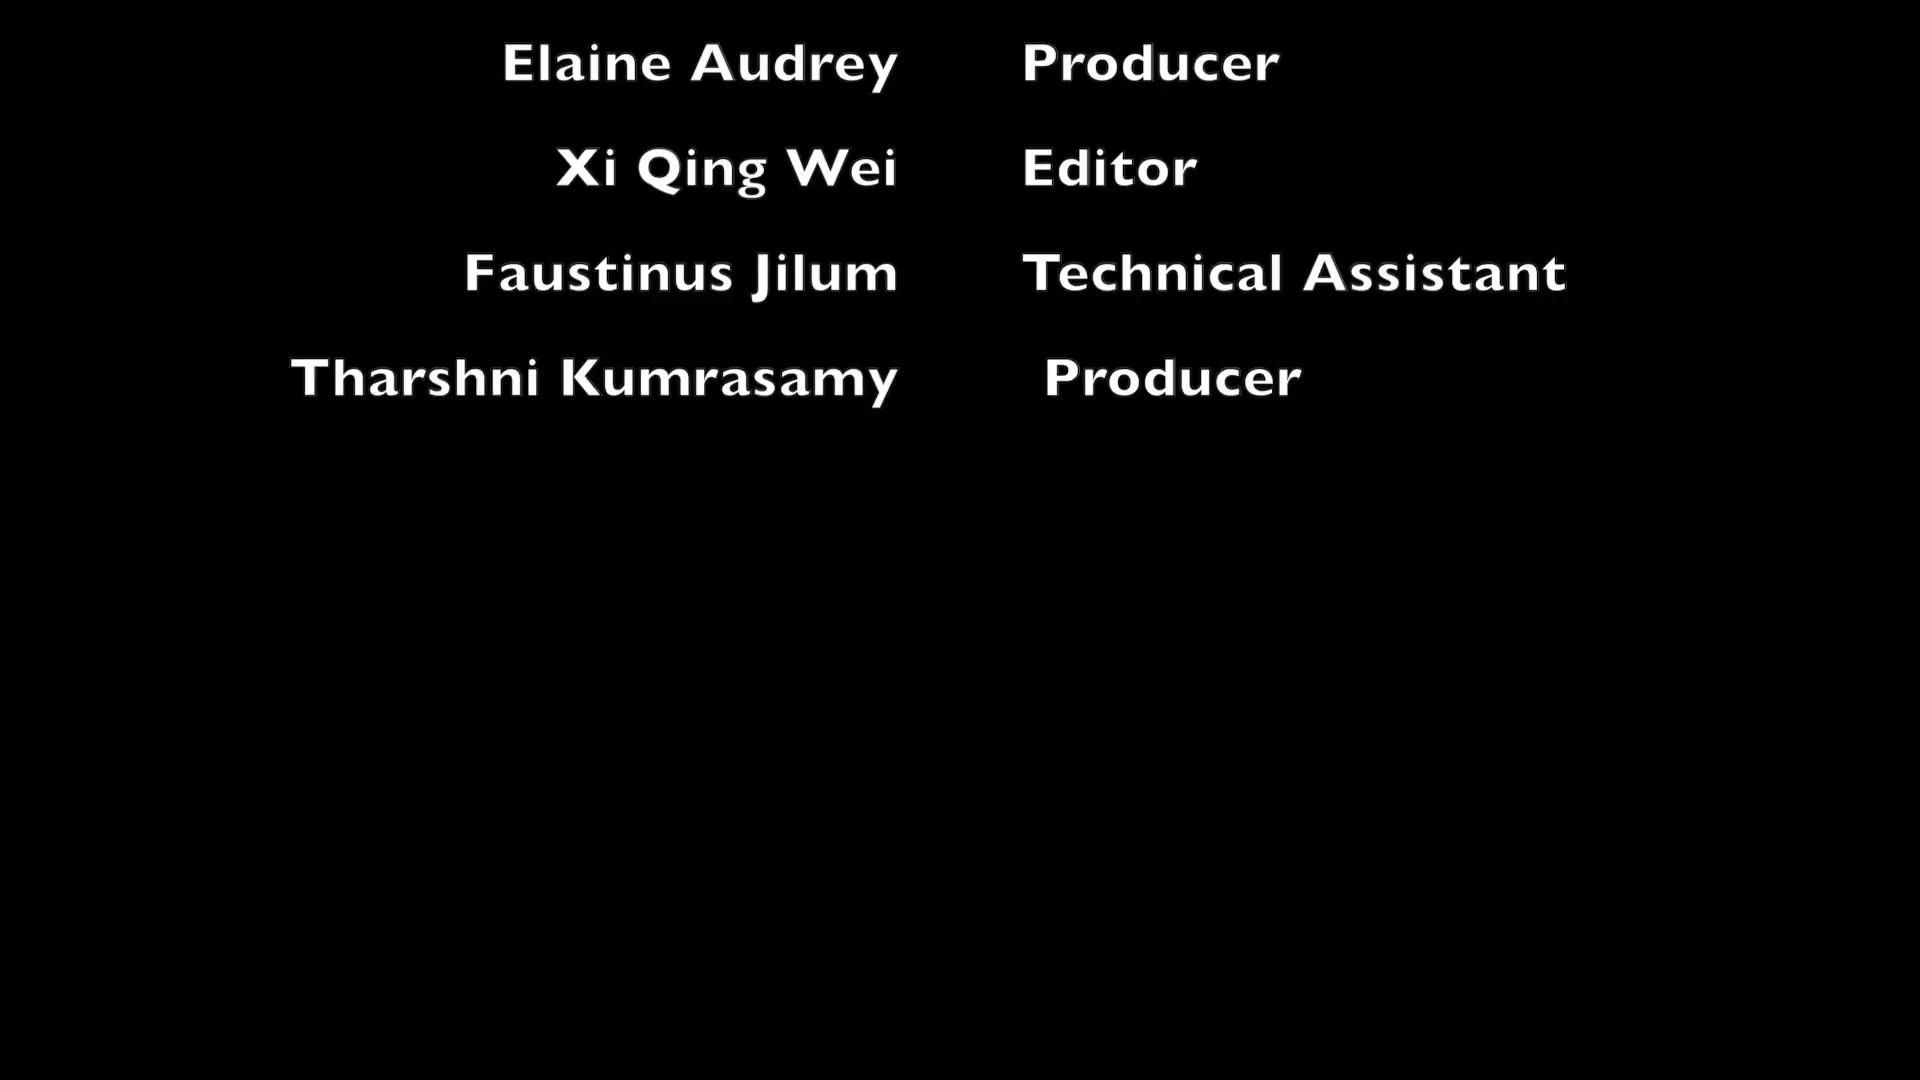 Elaine Audrey Producer
Xi Qing Wei Editor
Faustinus Jilum Technical Assistant
Tharshni Kumrasamy Producer